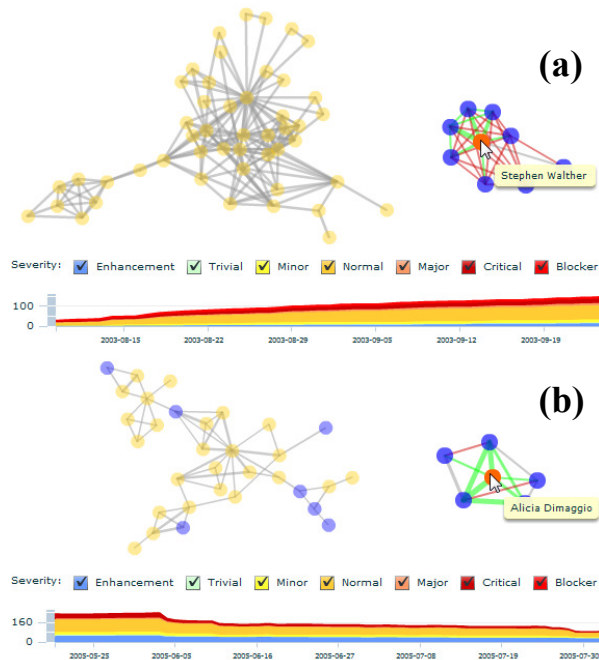 (a)
Stephen Walther
Severity: Enhancement Trivial Minor Normal Major Critical Blocker
100
0
2003-08-15 2003-08-22 2003-08-29 2003-09-05 2003-09-12 2003-09-19
(b)
Alicia Dimaggio
Severity: Enhancement Trivial Minor Normal Major Critical Blocker
160
0
2005-05-25 2005-06-05 2005-06-16 2005-06-27 2005-07-08 2005-07-19 2005-07-30